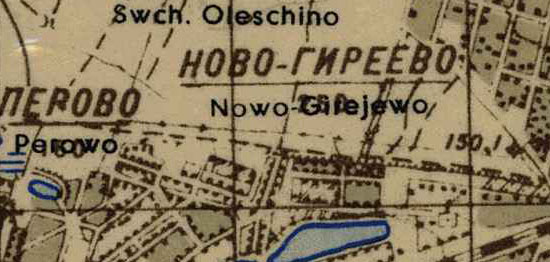 Swch. Oleschino
НОВО-ГИРЕЕВО
ПЕРОВО
Nowo-Girejewo
Perowo
150,1